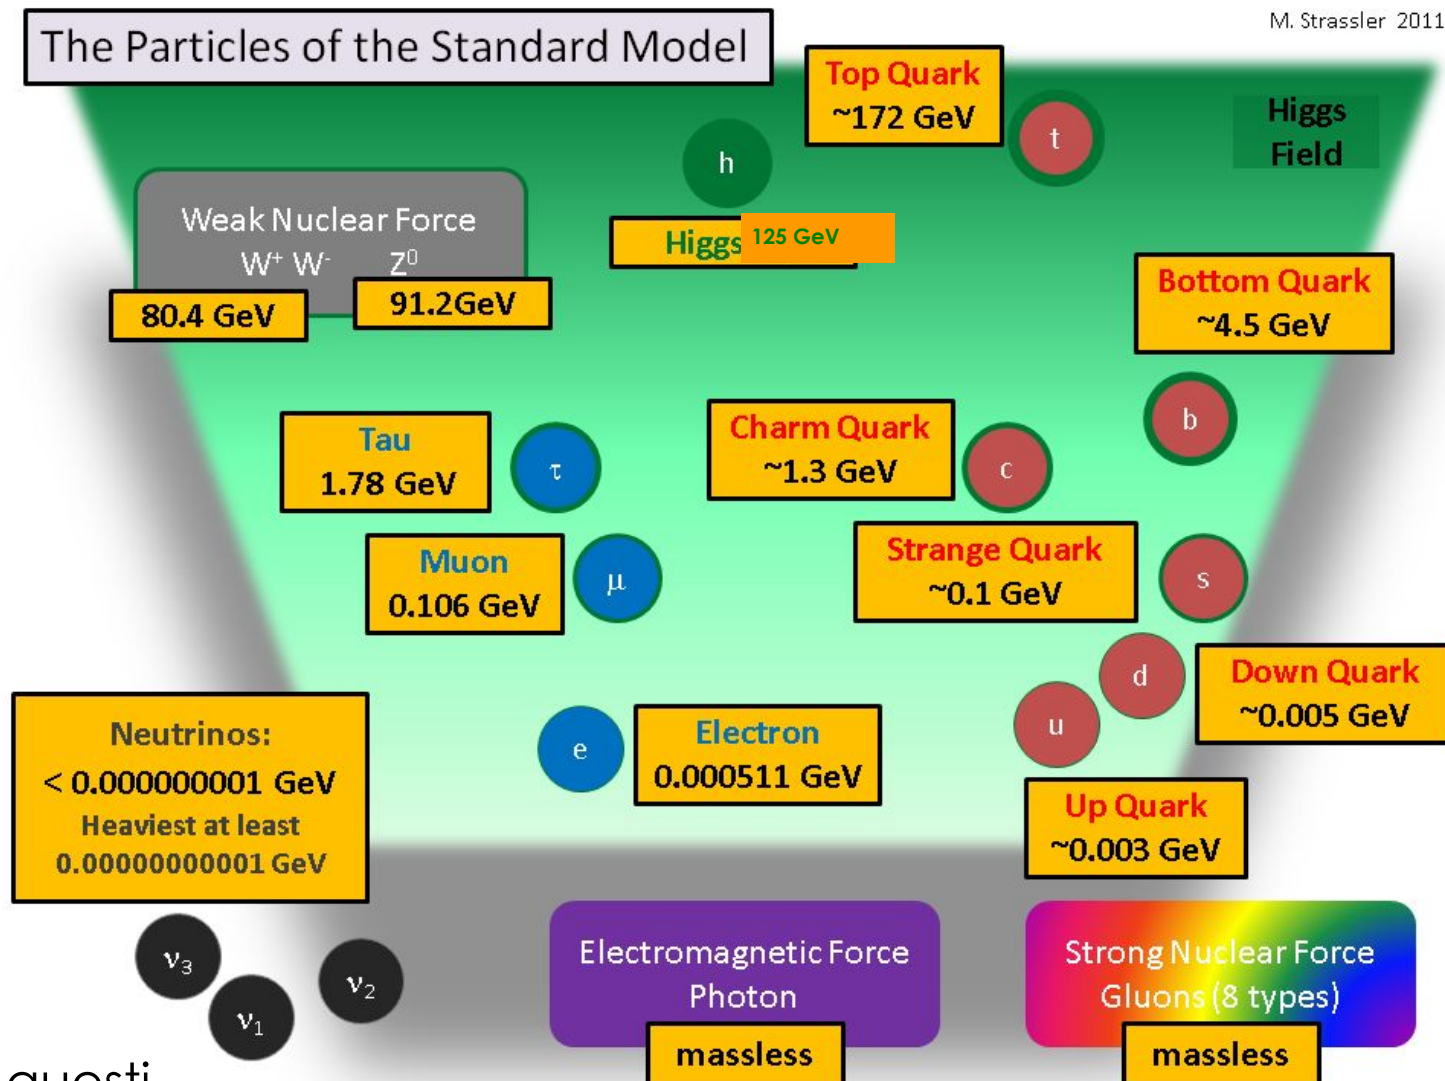 M. Strassler 2011
The Particles of the Standard Model
Top Quark
~172 GeV
t
Higgs
Field
h
Higgs
125 GeV
Weak Nuclear Force
W⁺ W⁻ Z⁰
80.4 GeV
91.2GeV
Bottom Quark
~4.5 GeV
b
Tau
1.78 GeV
τ
Charm Quark
~1.3 GeV
c
Muon
0.106 GeV
μ
Strange Quark
~0.1 GeV
s
d
Down Quark
~0.005 GeV
u
Up Quark
~0.003 GeV
e
Electron
0.000511 GeV
Neutrinos:
< 0.000000001 GeV
Heaviest at least
0.00000000001 GeV
ν₃
ν₁
ν₂
Electromagnetic Force
Photon
massless
Strong Nuclear Force
Gluons (8 types)
massless
questi